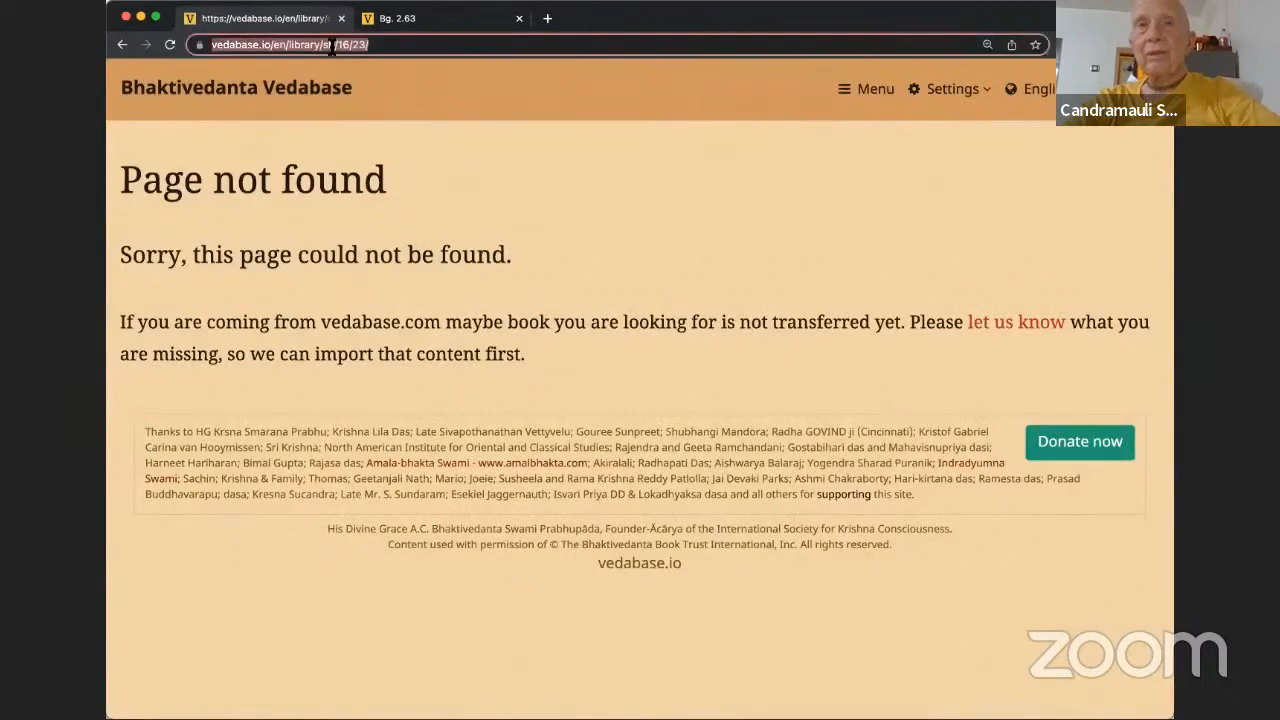 https://vedabase.io/en/library/
Bg. 2.63
vedabase.io/en/library/s/16/23/
Bhaktivedanta Vedabase
Menu
Settings
Engli
Candramauli S...
Page not found
Sorry, this page could not be found.
If you are coming from vedabase.com maybe book you are looking for is not transferred yet. Please let us know what you
are missing, so we can import that content first.
Thanks to HG Krsna Smarana Prabhu; Krishna Lila Das; Late Sivapothanathan Vettyvelu; Gouree Sunpreet; Shubhangi Mandora; Radha GOVIND ji (Cincinnati); Kristof Gabriel
Carina van Hooymissen; Sri Krishna; North American Institute for Oriental and Classical Studies; Rajendra and Geeta Ramchandani; Gostabihari das and Mahavisnupriya dasi;
Harneet Hariharan; Bimal Gupta; Rajasa das; Amala-bhakta Swami - www.amalbhakta.com; Akiralali; Radhapati Das; Aishwarya Balaraj; Yogendra Sharad Puranik; Indradyumna
Swami; Sachin; Krishna & Family; Thomas; Geetanjali Nath; Mario; Joeie; Susheela and Rama Krishna Reddy Patiolla; Jai Devaki Parks; Ashmi Chakraborty; Hari-kirtana das; Ramesta das; Prasad
Buddhavarapu; dasa; Kresna Sucandra; Late Mr. S. Sundaram; Esekiel Jaggernauth; Isvari Priya DD & Lokadhyaksa dasa and all others for supporting this site.
Donate now
His Divine Grace A.C. Bhaktivedanta Swami Prabhupāda, Founder-Ācārya of the International Society for Krishna Consciousness.
Content used with permission of © The Bhaktivedanta Book Trust International, Inc. All rights reserved.
vedabase.io
zoom